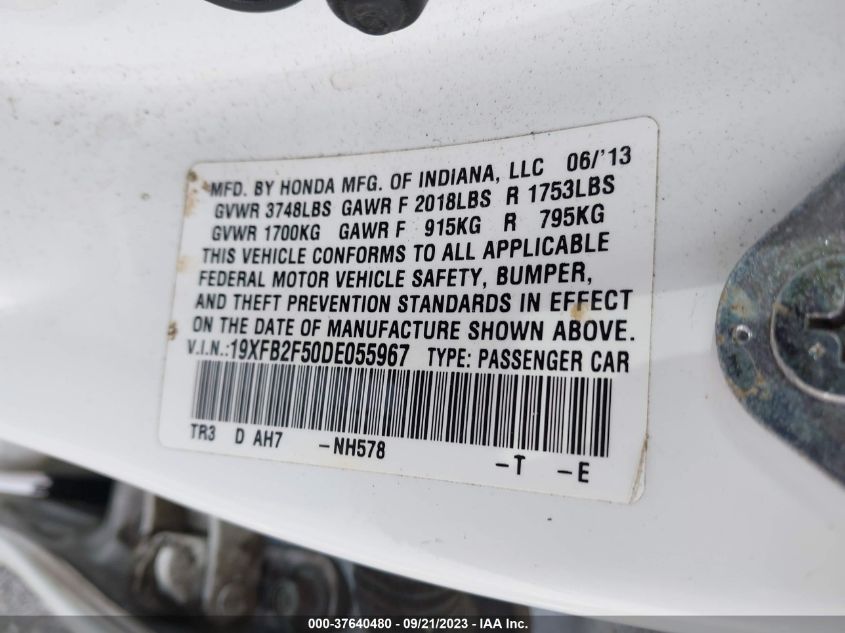 MFD. BY HONDA MFG. OF INDIANA, LLC 06/'13
GVWR 3748LBS GAWR F 2018LBS R 1753LBS
GVWR 1700KG GAWR F 915KG R 795KG
THIS VEHICLE CONFORMS TO ALL APPLICABLE
FEDERAL MOTOR VEHICLE SAFETY, BUMPER,
AND THEFT PREVENTION STANDARDS IN EFFECT
ON THE DATE OF MANUFACTURE SHOWN ABOVE.
V.I.N.:19XFB2F50DE055967 TYPE: PASSENGER CAR
TR3 D AH7 -NH578 -T -E
000-37640480 - 09/21/2023 - IAA Inc.